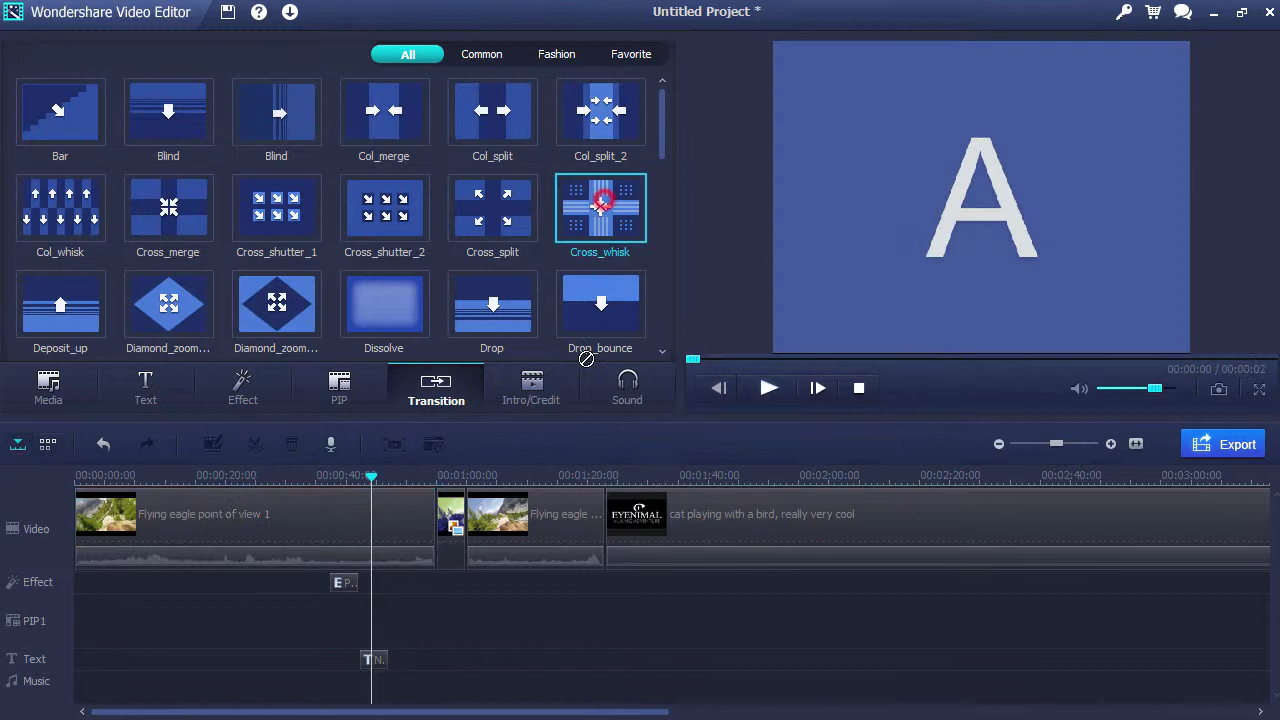 Wondershare Video Editor
Untitled Project *
All
Common
Fashion
Favorite
Bar
Blind
Blind
Col_merge
Col_split
Col_split_2
Col_whisk
Cross_merge
Cross_shutter_1
Cross_shutter_2
Cross_split
Cross_whisk
Deposit_up
Diamond_zoom...
Diamond_zoom...
Dissolve
Drop
Drop_bounce
A
00:00:00 / 00:00:02
Media
Text
Effect
PIP
Transition
Intro/Credit
Sound
Export
00:00:00:00
00:00:20:00
00:00:40:00
00:01:00:00
00:01:20:00
00:01:40:00
00:02:00:00
00:02:20:00
00:02:40:00
00:03:00:00
Video
Flying eagle point of view 1
Flying eagle ...
EYENIMAL
cat playing with a bird, really very cool
Effect
E P..
PIP1
Text
T N.
Music